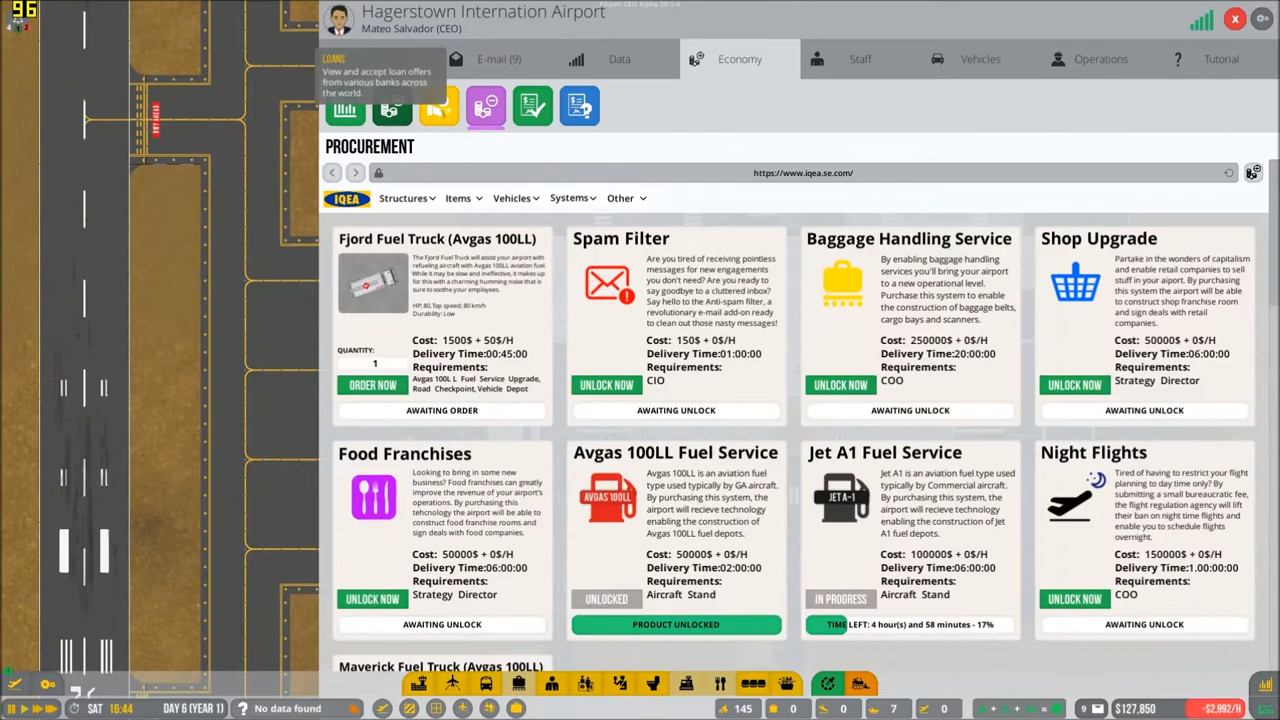 96
Airport CEO Alpha 30.1-4
Hagerstown Internation Airport
Mateo Salvador (CEO)
LOANS
View and accept loan offers
from various banks across
the world.
E-mail (9)
Data
Economy
Staff
Vehicles
Operations
Tutorial
PROCUREMENT
https://www.iqea.se.com/
IQEA
Structures
Items
Vehicles
Systems
Other
Fjord Fuel Truck (Avgas 100LL)
The Fjord Fuel Truck will assist your airport with
refueling aircraft with Avgas 100LL aviation fuel.
While it may be slow and ineffective, it makes up
for this with a charming humming noise that is
sure to soothe your employees.
HP: 80, Top speed: 80 km/h
Durability: Low
QUANTITY:
1
Cost: 1500$ + 50$/H
Delivery Time:00:45:00
Requirements:
Avgas 100L L Fuel Service Upgrade,
Road Checkpoint, Vehicle Depot
ORDER NOW
AWAITING ORDER
Spam Filter
Are you tired of receiving pointless
messages for new engagements
you don't need? Are you ready to
say goodbye to a cluttered inbox?
Say hello to the Anti-spam filter, a
revolutionary e-mail add-on ready
to clean out those nasty messages!
Cost: 150$ + 0$/H
Delivery Time:01:00:00
Requirements:
CIO
UNLOCK NOW
AWAITING UNLOCK
Baggage Handling Service
By enabling baggage handling
services you'll bring your airport
to a new operational level.
Purchase this system to enable
the construction of baggage belts,
cargo bays and scanners.
Cost: 250000$ + 0$/H
Delivery Time:20:00:00
Requirements:
COO
UNLOCK NOW
AWAITING UNLOCK
Shop Upgrade
Partake in the wonders of capitalism
and enable retail companies to sell
stuff in your airport. By purchasing
this system the airport will be able
to construct shop franchise room
and sign deals with retail
companies.
Cost: 50000$ + 0$/H
Delivery Time:06:00:00
Requirements:
Strategy Director
UNLOCK NOW
AWAITING UNLOCK
Food Franchises
Looking to bring in some new
business? Food franchises can greatly
improve the revenue of your airport's
operations. By purchasing this
tehcnology the airport will be able to
construct food franchise rooms and
sign deals with food companies.
Cost: 50000$ + 0$/H
Delivery Time:06:00:00
Requirements:
Strategy Director
UNLOCK NOW
AWAITING UNLOCK
Avgas 100LL Fuel Service
AVGAS 100LL
Avgas 100LL is an aviation fuel
type used typically by GA aircraft.
By purchasing this system, the
airport will recieve technology
enabling the construction of
Avgas 100LL fuel depots.
Cost: 50000$ + 0$/H
Delivery Time:02:00:00
Requirements:
Aircraft Stand
UNLOCKED
PRODUCT UNLOCKED
Jet A1 Fuel Service
JET A-1
Jet A1 is an aviation fuel type used
typically by Commercial aircraft.
By purchasing this system, the
airport will recieve technology
enabling the construction of Jet
A1 fuel depots.
Cost: 100000$ + 0$/H
Delivery Time:06:00:00
Requirements:
Aircraft Stand
IN PROGRESS
TIME LEFT: 4 hour(s) and 58 minutes - 17%
Night Flights
Tired of having to restrict your flight
planning to day time only? By
submitting a small bureaucratic fee,
the flight regulation agency will lift
their ban on night time flights and
enable you to schedule flights
overnight.
Cost: 150000$ + 0$/H
Delivery Time:1.00:00:00
Requirements:
COO
UNLOCK NOW
AWAITING UNLOCK
Maverick Fuel Truck (Avgas 100LL)
SAT 16:44
DAY 6 (YEAR 1)
No data found
145
0
0
7
0
9
$127,850
-$2,992/H